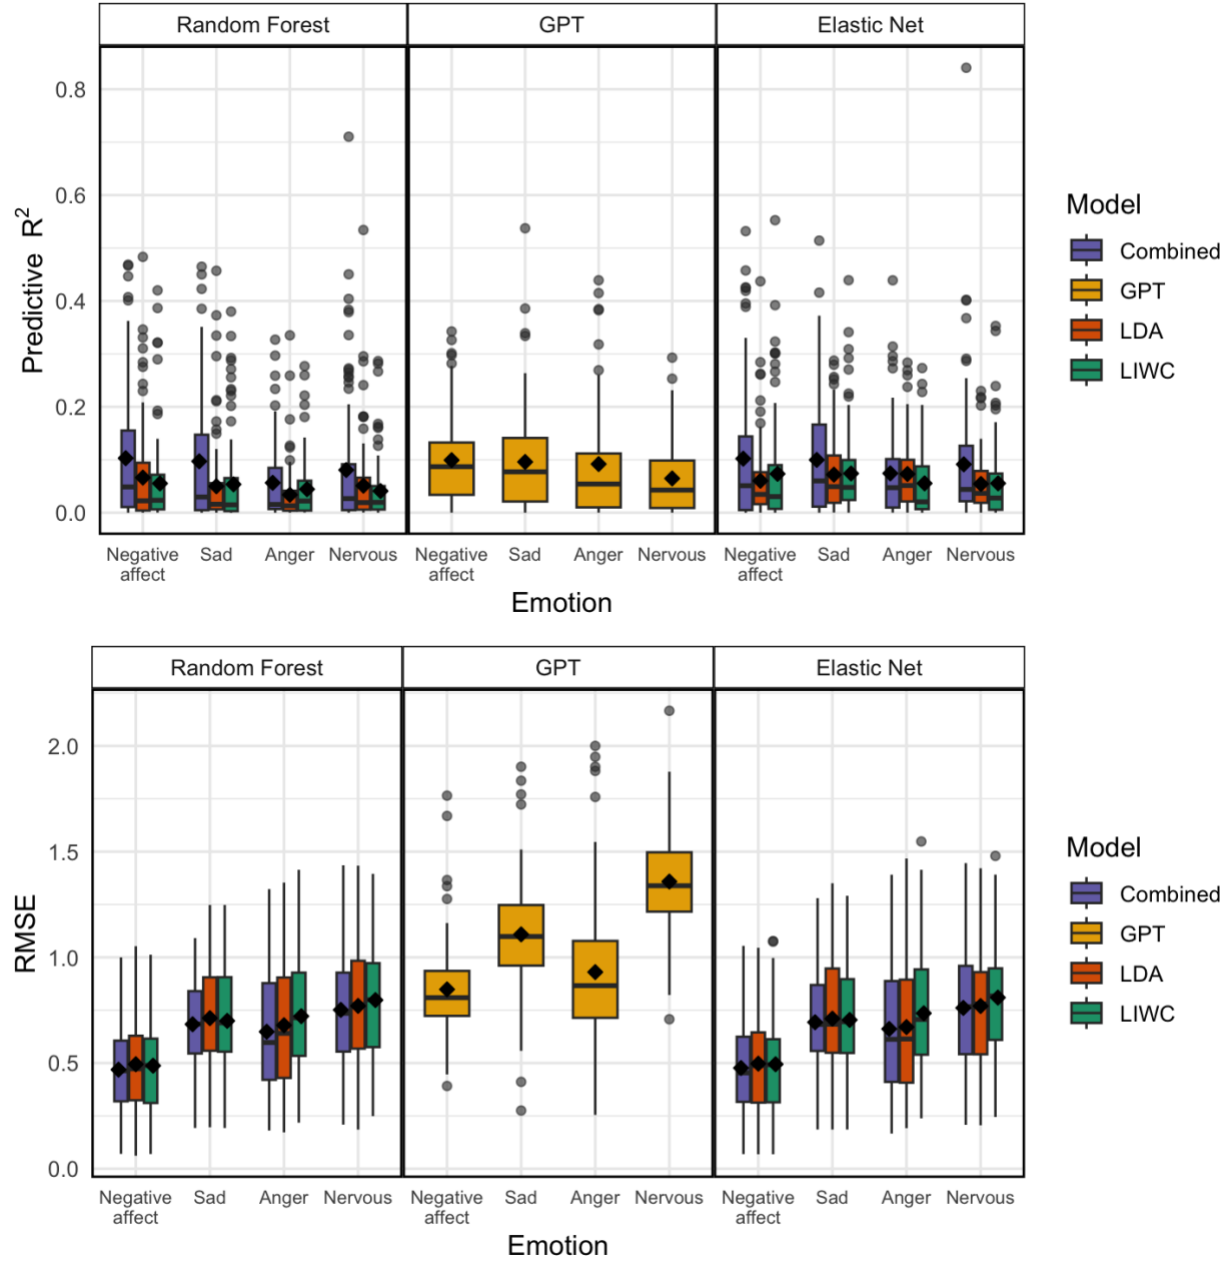 Random Forest GPT Elastic Net
0.8
0.6
0.4
0.2
0.0
Predictive R²
Negative affect Sad Anger Nervous Negative affect Sad Anger Nervous Negative affect Sad Anger Nervous
Emotion
Model
Combined
GPT
LDA
LIWC
Random Forest GPT Elastic Net
2.0
1.5
1.0
0.5
0.0
RMSE
Negative affect Sad Anger Nervous Negative affect Sad Anger Nervous Negative affect Sad Anger Nervous
Emotion
Model
Combined
GPT
LDA
LIWC